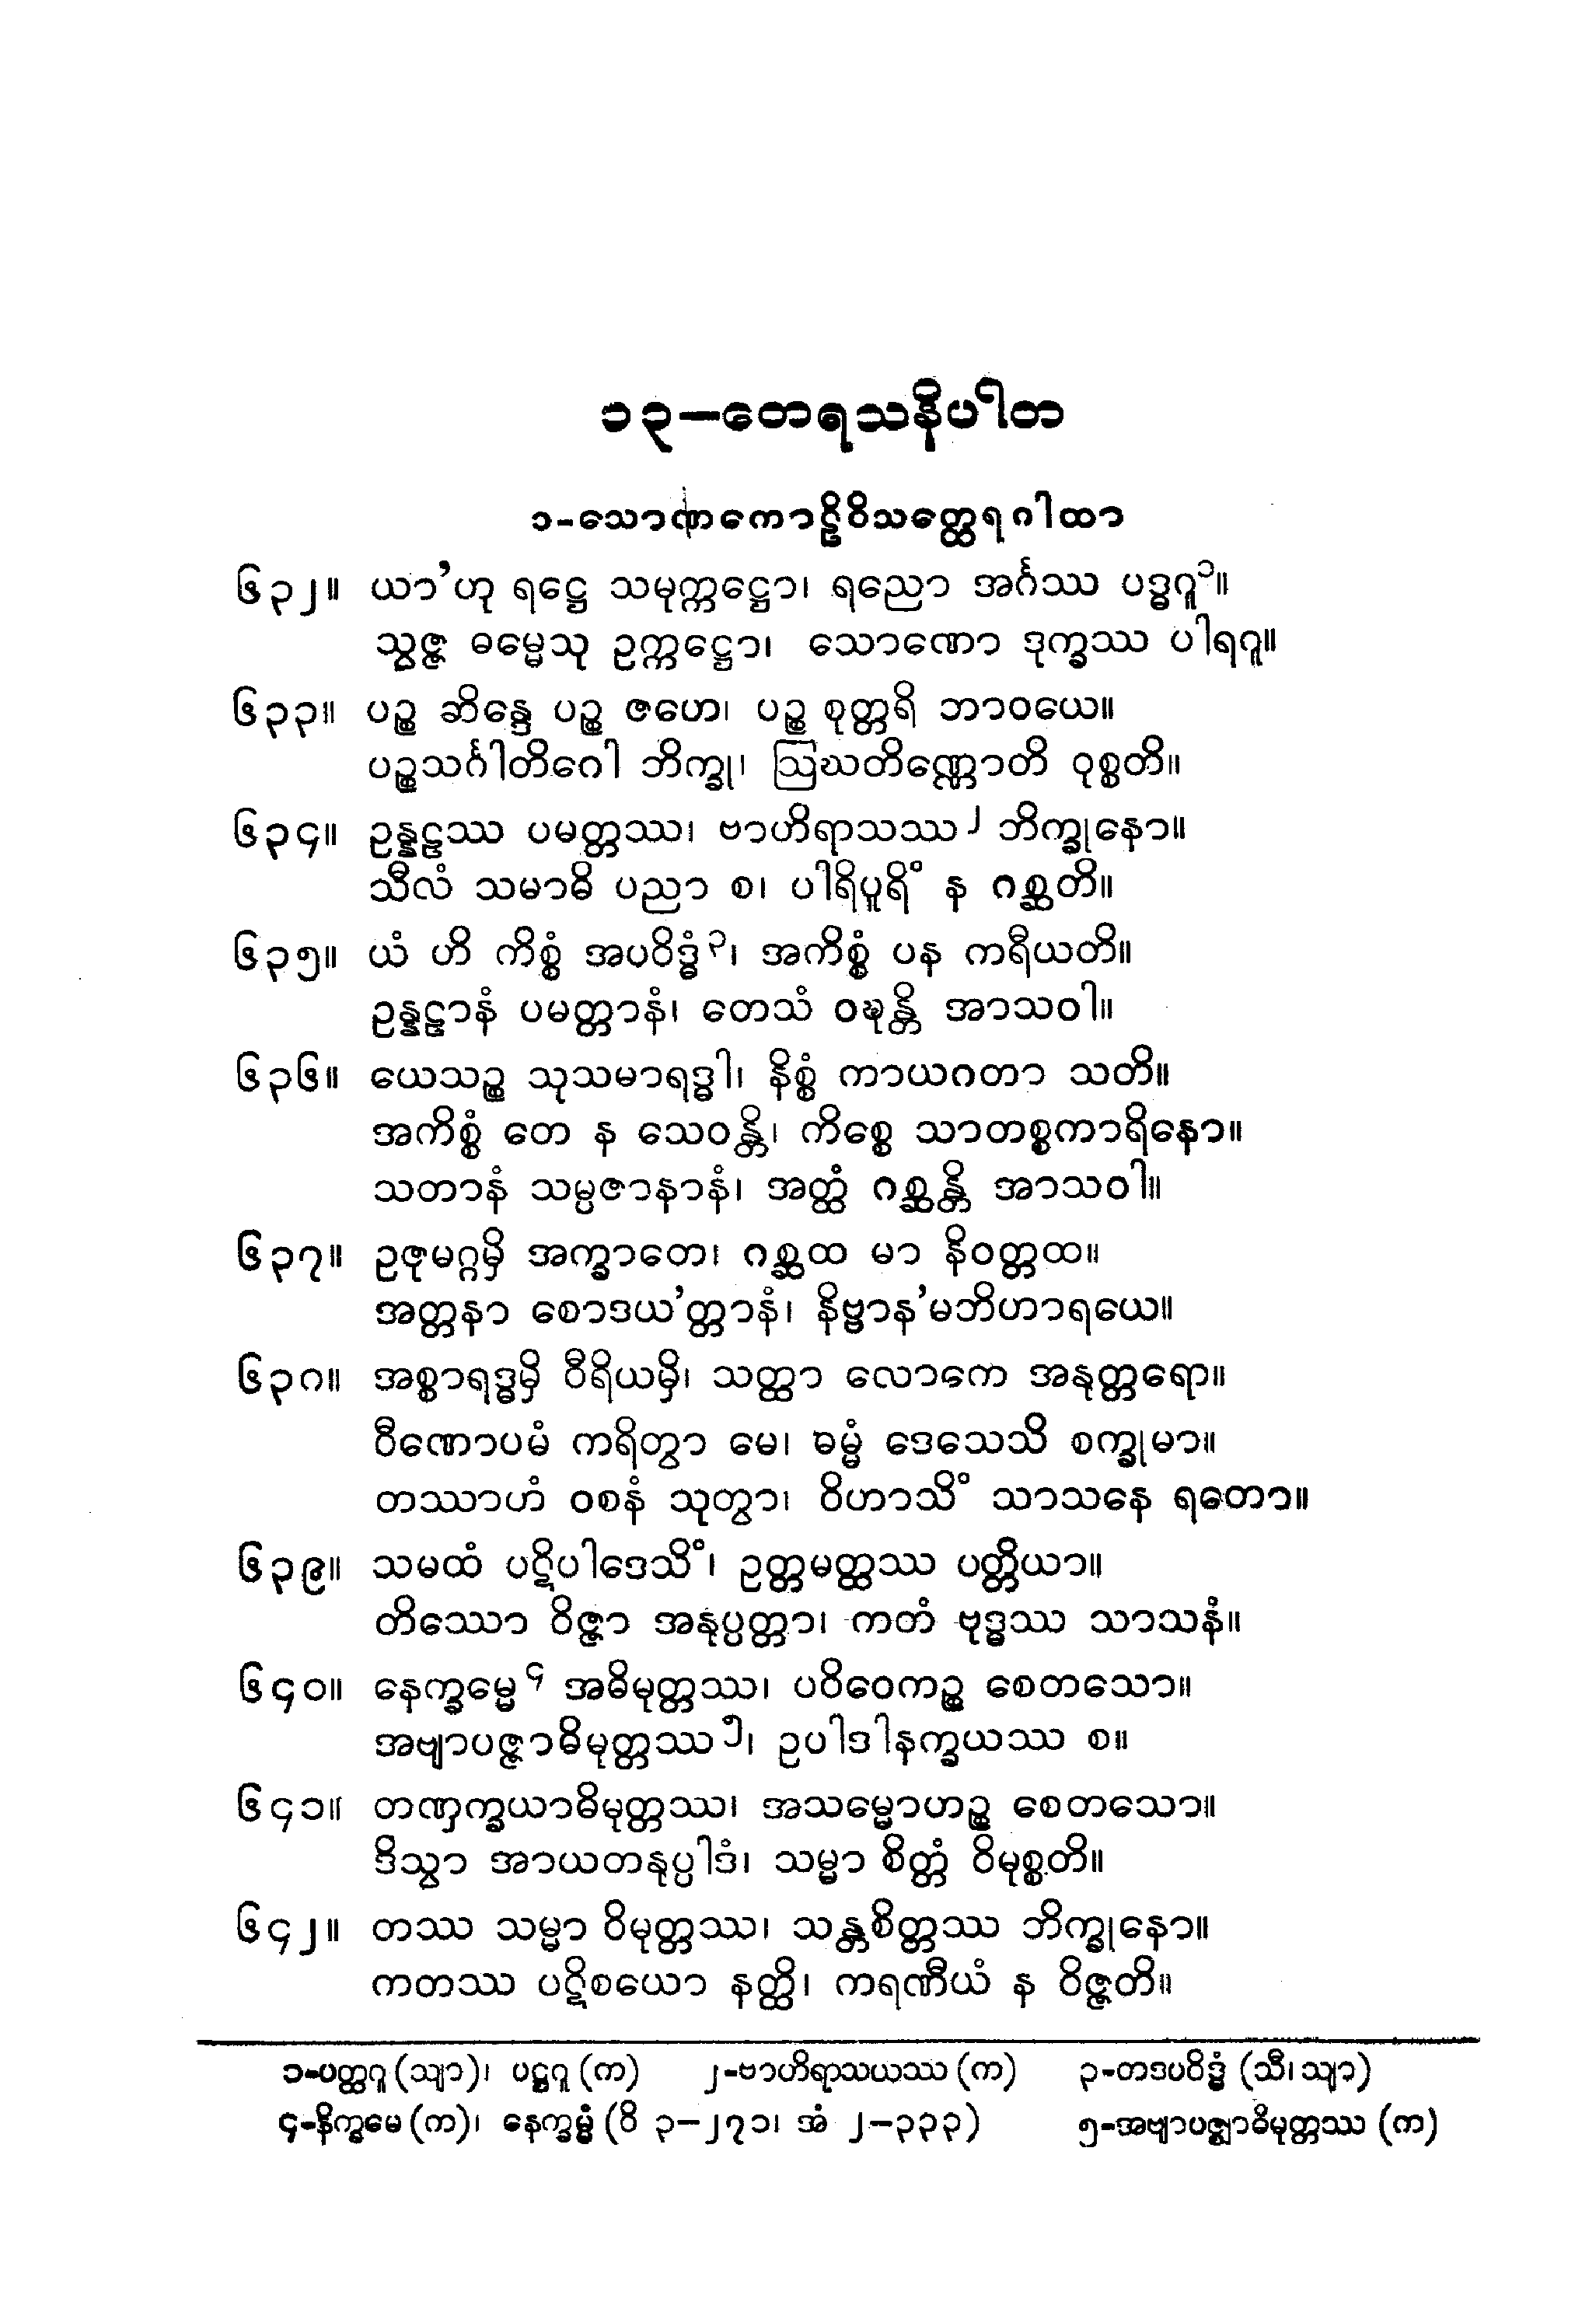 ၁၃−တေရသနိပါတ
၁-သောဏကောဠိဝိသတ္ထေရဂါထာ
၆၃၂။ ယာ’ဟု ရဋ္ဌေ သမုက္ကဋ္ဌော၊ ရညော အင်္ဂဿ ပဒ္ဓဂူ၁။
သွဇ္ဇ ဓမ္မေသု ဥက္ကဋ္ဌော၊ သောဏော ဒုက္ခဿ ပါရဂူ။
၆၃၃။ ပဉ္စ ဆိန္ဒေ ပဉ္စ ဇဟေ၊ ပဉ္စ စုတ္တရိ ဘာဝယေ။
ပဉ္စသင်္ဂါတိဂေါ ဘိက္ခု၊ ဩဃတိဏ္ဏောတိ ဝုစ္စတိ။
၆၃၄။ ဥန္နဠဿ ပမတ္တဿ၊ ဗာဟိရာသဿ၂ ဘိက္ခုနော။
သီလံ သမာဓိ ပညာ စ၊ ပါရိပူရိံ န ဂစ္ဆတိ။
၆၃၅။ ယံ ဟိ ကိစ္စံ အပဝိဒ္ဓံ၃၊ အကိစ္စံ ပန ကရီယတိ။
ဥန္နဠာနံ ပမတ္တာနံ၊ တေသံ ဝဍ္ဎန္တိ အာသဝါ။
၆၃၆။ ယေသဉ္စ သုသမာရဒ္ဓါ၊ နိစ္စံ ကာယဂတာ သတိ။
အကိစ္စံ တေ န သေဝန္တိ၊ ကိစ္စေ သာတစ္စကာရိနော။
သတာနံ သမ္ပဇာနာနံ၊ အတ္ထံ ဂစ္ဆန္တိ အာသဝါ။
၆၃၇။ ဥဇုမဂ္ဂမှိ အက္ခာတေ၊ ဂစ္ဆထ မာ နိဝတ္တထ။
အတ္တနာ စောဒယ’တ္တာနံ၊ နိဗ္ဗာန’မဘိဟာရယေ။
၆၃၈။ အစ္စာရဒ္ဓမှိ ဝီရိယမှိ၊ သတ္ထာ လောကေ အနုတ္တရော။
ဝီဏောပမံ ကရိတွာ မေ၊ ဓမ္မံ ဒေသေသိ စက္ခုမာ။
တဿာဟံ ဝစနံ သုတွာ၊ ဝိဟာသိံ သာသနေ ရတော။
၆၃၉။ သမထံ ပဋိပါဒေသိံ၊ ဥတ္တမတ္ထဿ ပတ္တိယာ။
တိဿော ဝိဇ္ဇာ အနုပ္ပတ္တာ၊ ကတံ ဗုဒ္ဓဿ သာသနံ။
၆၄၀။ နေက္ခမ္မေ၄ အဓိမုတ္တဿ၊ ပဝိဝေကဉ္စ စေတသော။
အဗျာပဇ္ဇာဓိမုတ္တဿ၅၊ ဥပါဒါနက္ခယဿ စ။
၆၄၁။ တဏှက္ခယာဓိမုတ္တဿ၊ အသမ္မောဟဉ္စ စေတသော။
ဒိသွာ အာယတနုပ္ပါဒံ၊ သမ္မာ စိတ္တံ ဝိမုစ္စတိ။
၆၄၂။ တဿ သမ္မာ ဝိမုတ္တဿ၊ သန္တစိတ္တဿ ဘိက္ခုနော။
ကတဿ ပဋိစယော နတ္ထိ၊ ကရဏီယံ န ဝိဇ္ဇတိ။
၁-ပတ္ထဂူ (သျာ)၊ ပဋ္ဌဂူ (က) ၂-ဗာဟိရာသယဿ (က) ၃-တဒပဝိဒ္ဓံ (သီ၊ သျာ)
၄-နိက္ခမေ (က)၊ နေက္ခမ္မံ (ဝိ ၃−၂၇၁၊ အံ ၂−၃၃၃) ၅-အဗျာပဇ္ဈာဓိမုတ္တဿ (က)